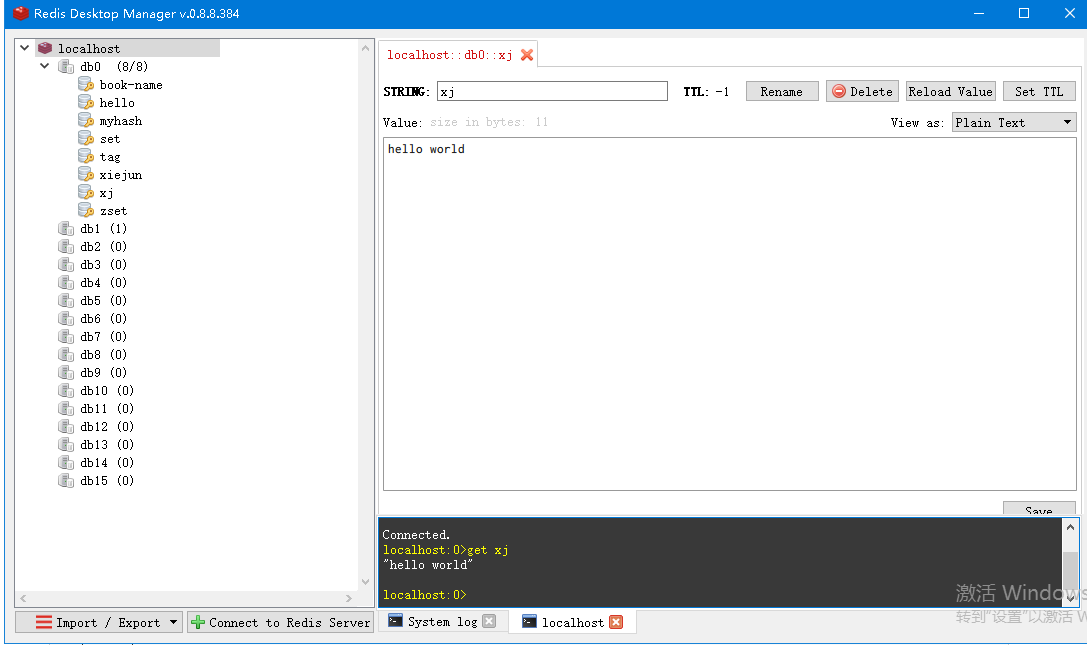 Redis Desktop Manager v.0.8.8.384
localhost
db0 (8/8)
book-name
hello
myhash
set
tag
xiejun
xj
zset
db1 (1)
db2 (0)
db3 (0)
db4 (0)
db5 (0)
db6 (0)
db7 (0)
db8 (0)
db9 (0)
db10 (0)
db11 (0)
db12 (0)
db13 (0)
db14 (0)
db15 (0)
Import / Export
Connect to Redis Server
localhost::db0::xj
STRING: xj TTL: -1 Rename Delete Reload Value Set TTL
Value: size in bytes: 11 View as: Plain Text
hello world
Save
Connected.
localhost:0>get xj
"hello world"
localhost:0>
System log localhost
激活 Windows
转到"设置"以激活 W